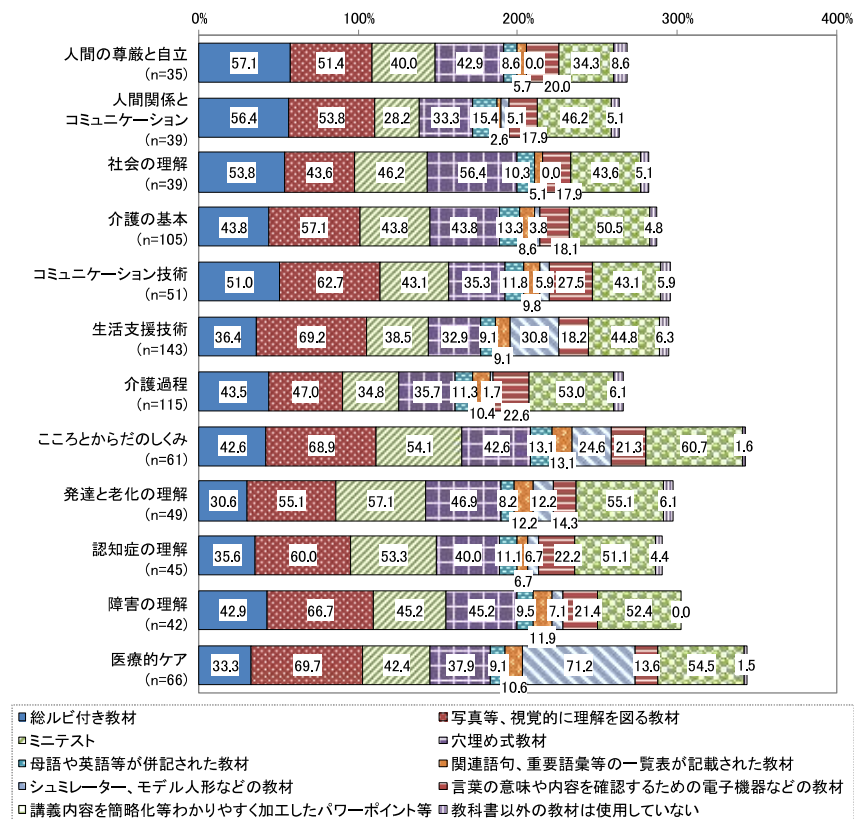 0% 100% 200% 300% 400%
人間の尊厳と自立
(n=35)
57.1 51.4 40.0 42.9 8.6 5.7 0.0 20.0 34.3 8.6
人間関係と
コミュニケーション
(n=39)
56.4 53.8 28.2 33.3 15.4 2.6 5.1 17.9 46.2 5.1
社会の理解
(n=39)
53.8 43.6 46.2 56.4 10.3 5.1 0.0 17.9 43.6 5.1
介護の基本
(n=105)
43.8 57.1 43.8 43.8 13.3 8.6 3.8 18.1 50.5 4.8
コミュニケーション技術
(n=51)
51.0 62.7 43.1 35.3 11.8 9.8 5.9 27.5 43.1 5.9
生活支援技術
(n=143)
36.4 69.2 38.5 32.9 9.1 9.1 30.8 18.2 44.8 6.3
介護過程
(n=115)
43.5 47.0 34.8 35.7 11.3 10.4 1.7 22.6 53.0 6.1
こころとからだのしくみ
(n=61)
42.6 68.9 54.1 42.6 13.1 13.1 24.6 21.3 60.7 1.6
発達と老化の理解
(n=49)
30.6 55.1 57.1 46.9 8.2 12.2 12.2 14.3 55.1 6.1
認知症の理解
(n=45)
35.6 60.0 53.3 40.0 11.1 6.7 6.7 22.2 51.1 4.4
障害の理解
(n=42)
42.9 66.7 45.2 45.2 9.5 11.9 7.1 21.4 52.4 0.0
医療的ケア
(n=66)
33.3 69.7 42.4 37.9 9.1 10.6 71.2 13.6 54.5 1.5
総ルビ付き教材
写真等、視覚的に理解を図る教材
ミニテスト
穴埋め式教材
母語や英語等が併記された教材
関連語句、重要語彙等の一覧表が記載された教材
シュミレーター、モデル人形などの教材
言葉の意味や内容を確認するための電子機器などの教材
講義内容を簡略化等わかりやすく加工したパワーポイント等
教科書以外の教材は使用していない